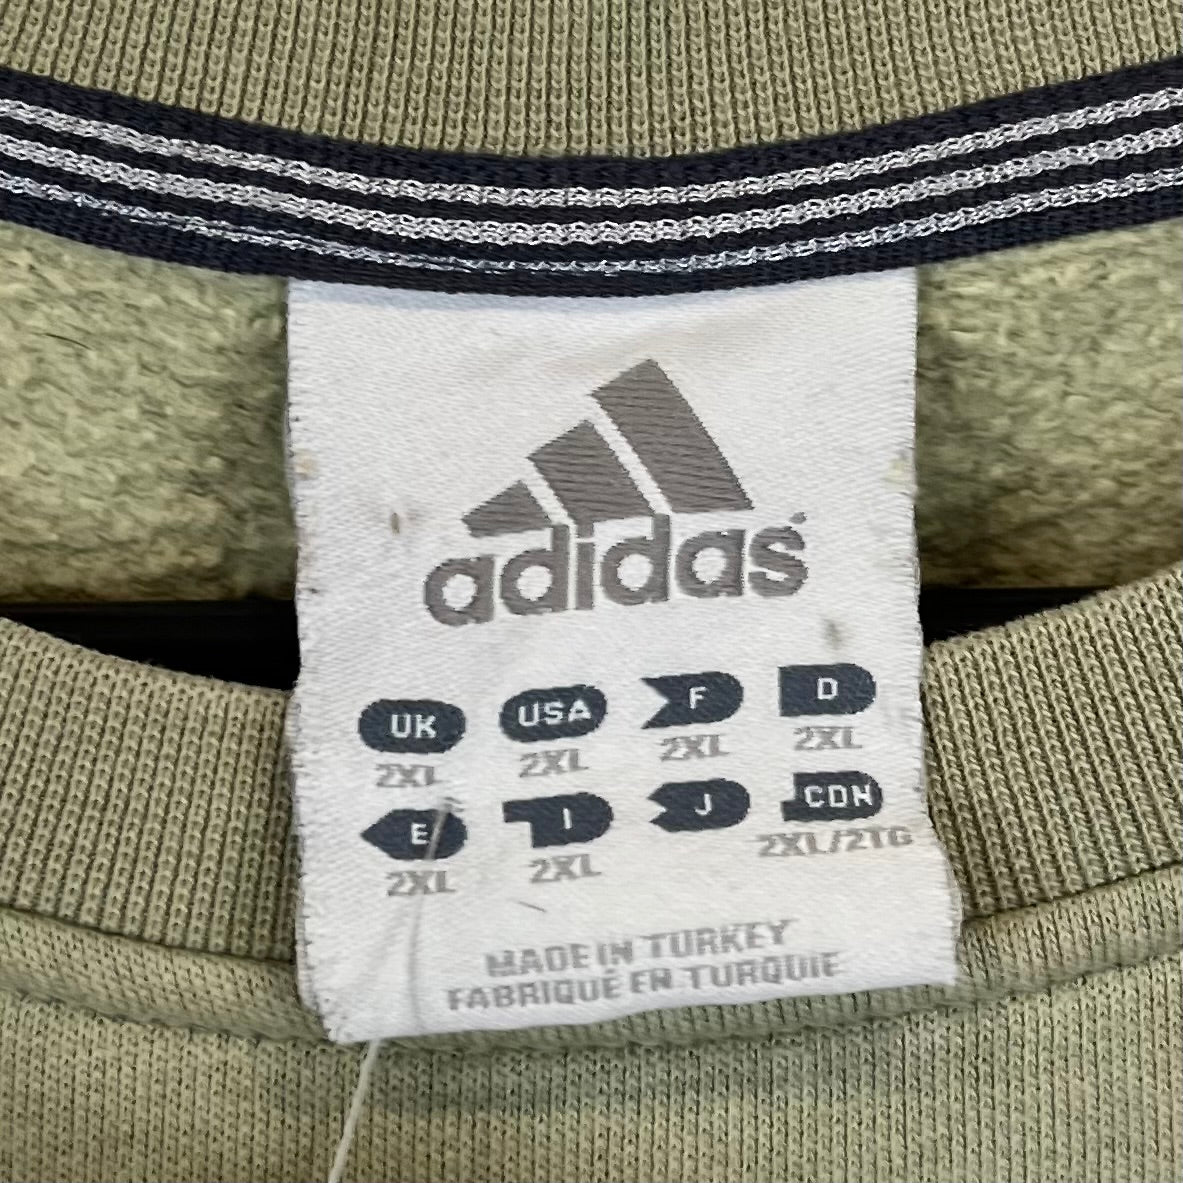 adidas
UK USA F D
2XL 2XL 2XL 2XL
E I J CDN
2XL 2XL 2XL/2TG
MADE IN TURKEY
FABRIQUÉ EN TURQUIE